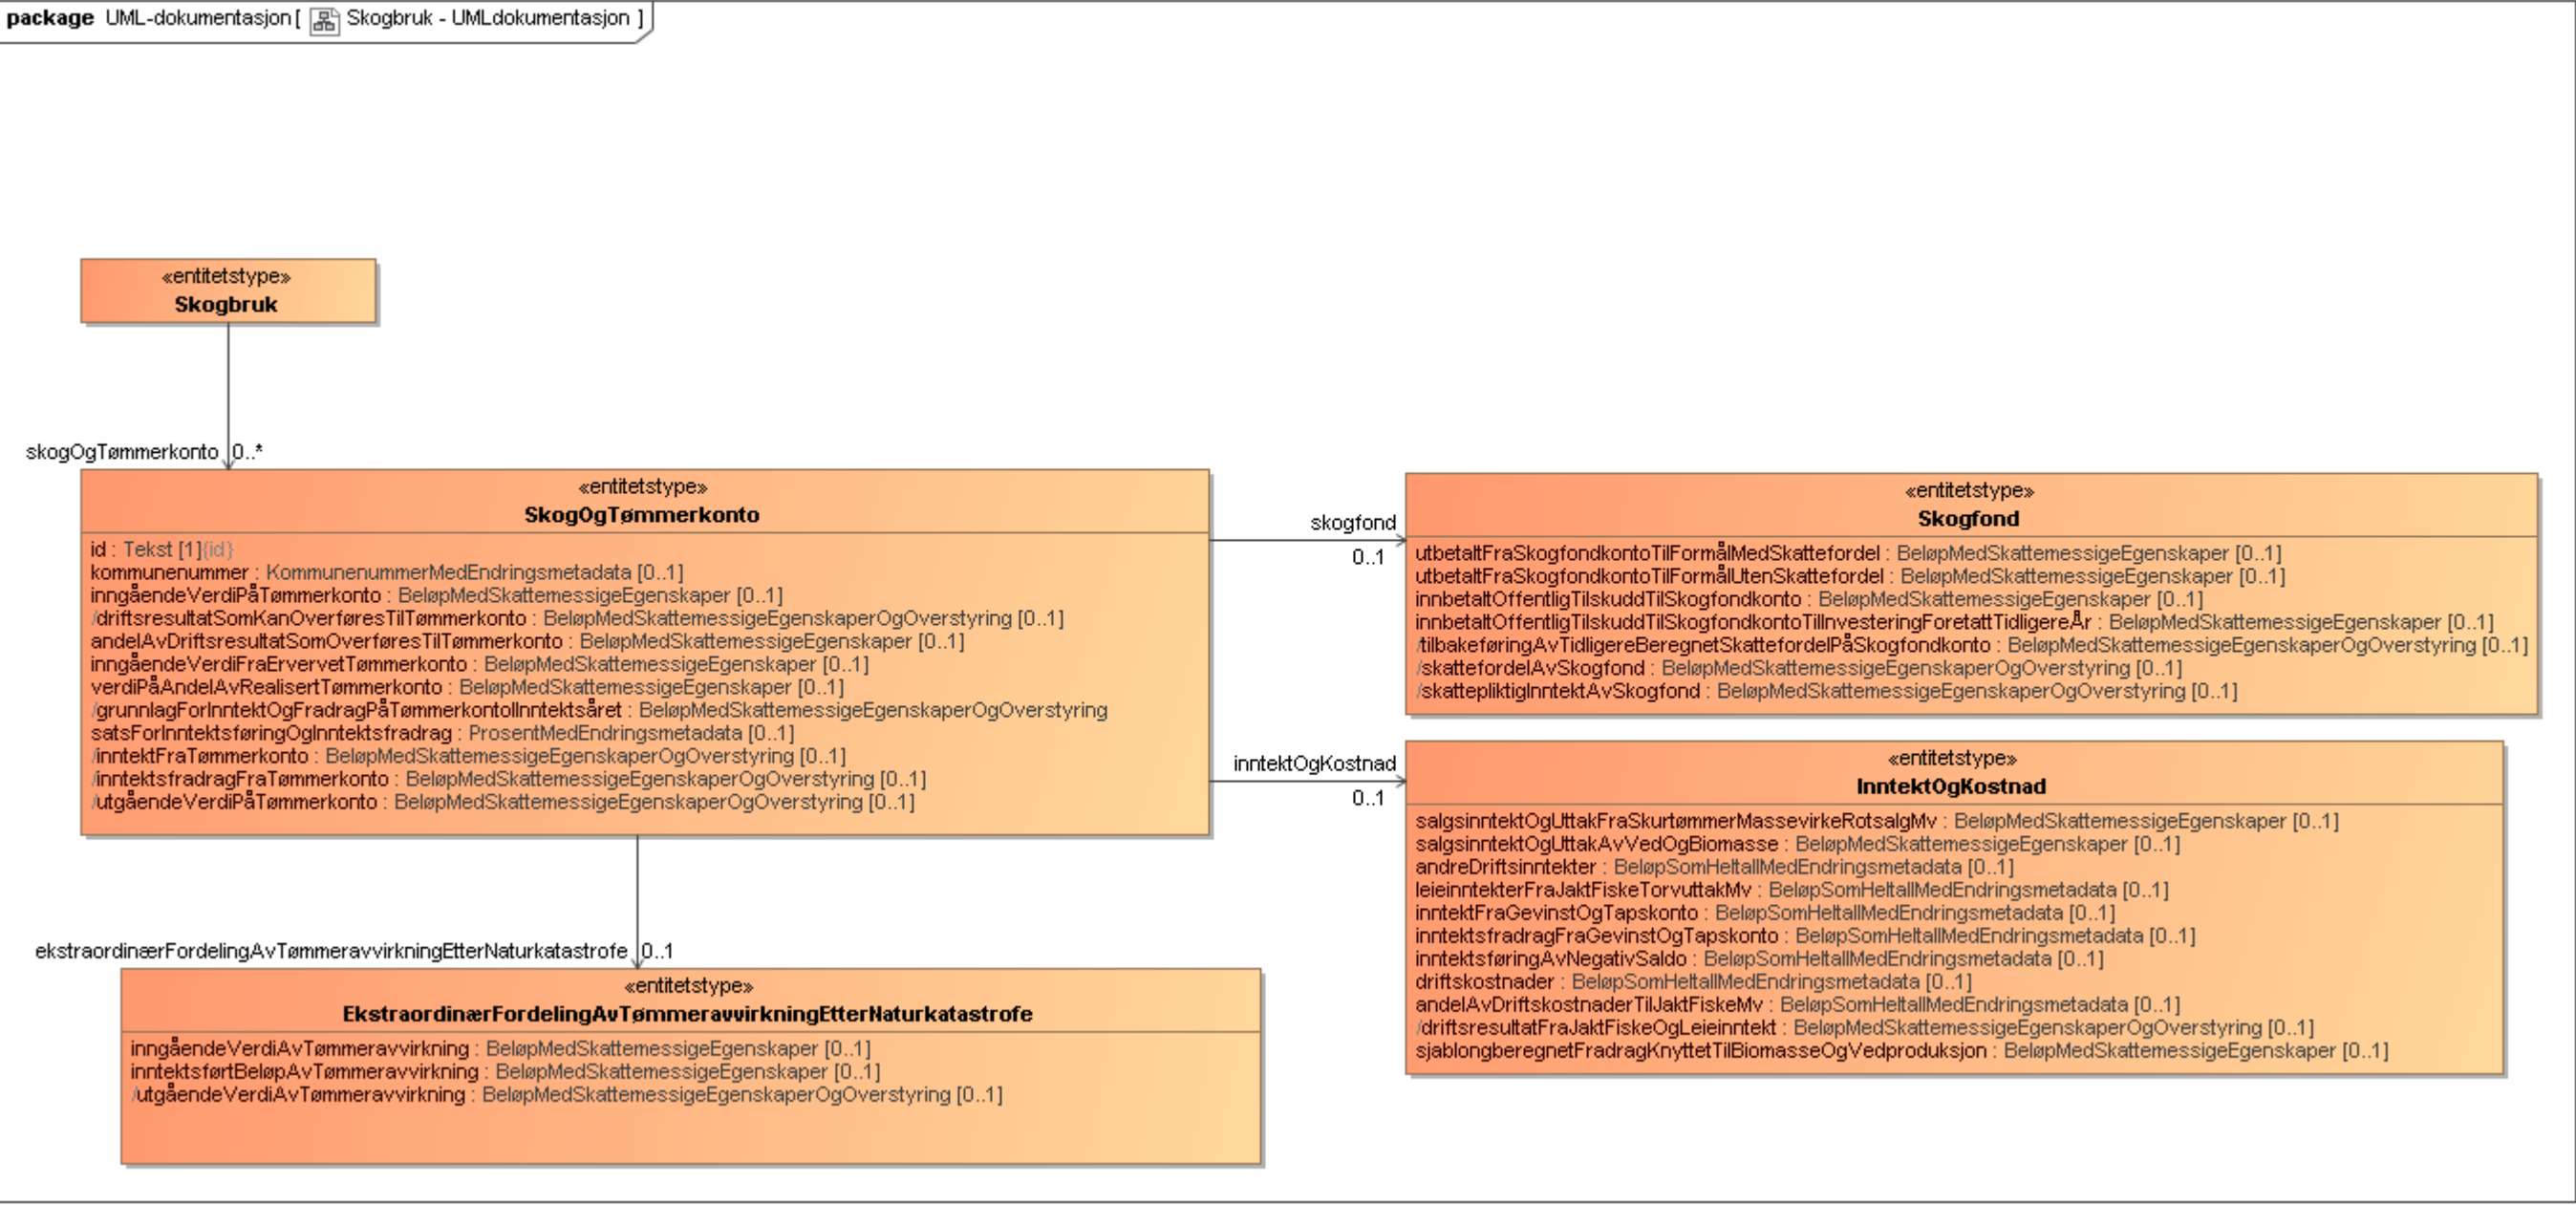 package UML-dokumentasjon[ Skogbruk - UMLdokumentasjon ]
«entitetstype»
Skogbruk
skogOgTømmerkonto 0..*
«entitetstype»
SkogOgTømmerkonto
id : Tekst [1]{id}
kommunenummer : KommunenummerMedEndringsmetadata [0..1]
inngåendeVerdiPåTømmerkonto : BeløpMedSkattemessigeEgenskaper [0..1]
/driftsresultatSomKanOverføresTilTømmerkonto : BeløpMedSkattemessigeEgenskaperOgOverstyring [0..1]
andelAvDriftsresultatSomOverføresTilTømmerkonto : BeløpMedSkattemessigeEgenskaper [0..1]
inngåendeVerdiFraErvervetTømmerkonto : BeløpMedSkattemessigeEgenskaper [0..1]
verdiPåAndelAvRealisertTømmerkonto : BeløpMedSkattemessigeEgenskaper [0..1]
/grunnlagForInntektOgFradragPåTømmerkontoIInntektsåret : BeløpMedSkattemessigeEgenskaperOgOverstyring
satsForInntektsføringOgInntektsfradrag : ProsentMedEndringsmetadata [0..1]
/inntektFraTømmerkonto : BeløpMedSkattemessigeEgenskaperOgOverstyring [0..1]
/inntektsfradragFraTømmerkonto : BeløpMedSkattemessigeEgenskaperOgOverstyring [0..1]
/utgåendeVerdiPåTømmerkonto : BeløpMedSkattemessigeEgenskaperOgOverstyring [0..1]
skogfond
0..1
«entitetstype»
Skogfond
utbetaltFraSkogfondkontoTilFormålMedSkattefordel : BeløpMedSkattemessigeEgenskaper [0..1]
utbetaltFraSkogfondkontoTilFormålUtenSkattefordel : BeløpMedSkattemessigeEgenskaper [0..1]
innbetaltOffentligTilskuddTilSkogfondkonto : BeløpMedSkattemessigeEgenskaper [0..1]
innbetaltOffentligTilskuddTilSkogfondkontoTilInvesteringForetattTidligereÅr : BeløpMedSkattemessigeEgenskaper [0..1]
/tilbakeføringAvTidligereBeregnetSkattefordelPåSkogfondkonto : BeløpMedSkattemessigeEgenskaperOgOverstyring [0..1]
/skattefordelAvSkogfond : BeløpMedSkattemessigeEgenskaperOgOverstyring [0..1]
/skattepliktigInntektAvSkogfond : BeløpMedSkattemessigeEgenskaperOgOverstyring [0..1]
inntektOgKostnad
0..1
«entitetstype»
InntektOgKostnad
salgsinntektOgUttakFraSkurtømmerMassevirkeRotsalgMv : BeløpMedSkattemessigeEgenskaper [0..1]
salgsinntektOgUttakAvVedOgBiomasse : BeløpMedSkattemessigeEgenskaper [0..1]
andreDriftsinntekter : BeløpSomHeltallMedEndringsmetadata [0..1]
leieinntekterFraJaktFiskeTorvuttakMv : BeløpSomHeltallMedEndringsmetadata [0..1]
inntektFraGevinstOgTapskonto : BeløpSomHeltallMedEndringsmetadata [0..1]
inntektsfradragFraGevinstOgTapskonto : BeløpSomHeltallMedEndringsmetadata [0..1]
inntektsføringAvNegativSaldo : BeløpSomHeltallMedEndringsmetadata [0..1]
driftskostnader : BeløpSomHeltallMedEndringsmetadata [0..1]
andelAvDriftskostnaderTilJaktFiskeMv : BeløpSomHeltallMedEndringsmetadata [0..1]
/driftsresultatFraJaktFiskeOgLeieinntekt : BeløpMedSkattemessigeEgenskaperOgOverstyring [0..1]
sjablongberegnetFradragKnyttetTilBiomasseOgVedproduksjon : BeløpMedSkattemessigeEgenskaper [0..1]
ekstraordinærFordelingAvTømmeravvirkningEtterNaturkatastrofe 0..1
«entitetstype»
EkstraordinærFordelingAvTømmeravvirkningEtterNaturkatastrofe
inngåendeVerdiAvTømmeravvirkning : BeløpMedSkattemessigeEgenskaper [0..1]
inntektsførtBeløpAvTømmeravvirkning : BeløpMedSkattemessigeEgenskaper [0..1]
/utgåendeVerdiAvTømmeravvirkning : BeløpMedSkattemessigeEgenskaperOgOverstyring [0..1]